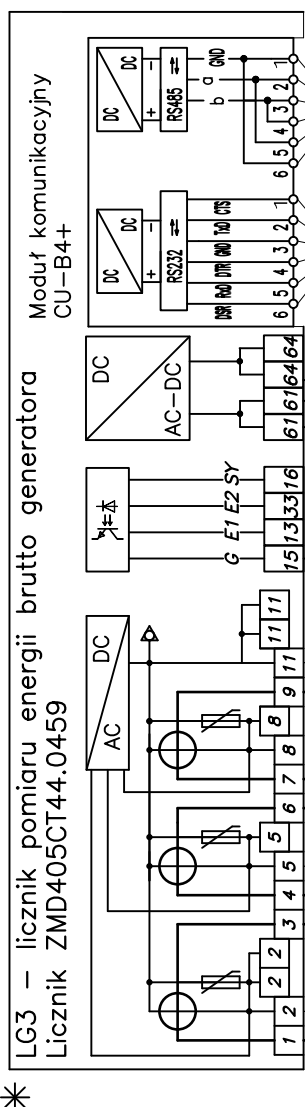 LG3 – licznik pomiaru energii brutto generatora
Licznik ZMD405CT44.0459
Moduł komunikacyjny
CU-B4+
AC DC
G E1 E2 SY
AC-DC DC
DC DC
+ -
RS232
DSR RxD DTR GND TxD CTS
DC DC
+ -
RS485
b a GND
1 2 2 2 3 4 5 5 6 7 8 8 9 11 11 11
15 13 33 16
61 61 64 64
6 5 4 3 2 1
6 5 4 3 2 1